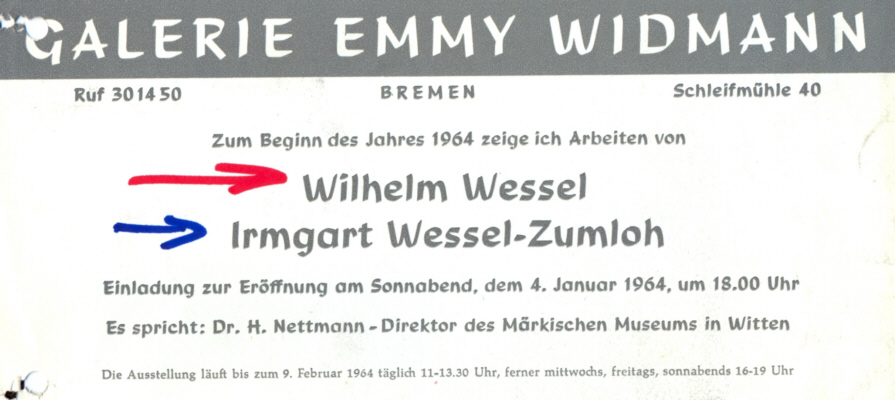 GALERIE EMMY WIDMANN
Ruf 301450 BREMEN Schleifmühle 40
Zum Beginn des Jahres 1964 zeige ich Arbeiten von
Wilhelm Wessel
Irmgart Wessel-Zumloh
Einladung zur Eröffnung am Sonnabend, dem 4. Januar 1964, um 18.00 Uhr
Es spricht: Dr. H. Nettmann - Direktor des Märkischen Museums in Witten
Die Ausstellung läuft bis zum 9. Februar 1964 täglich 11-13.30 Uhr, ferner mittwochs, freitags, sonnabends 16-19 Uhr